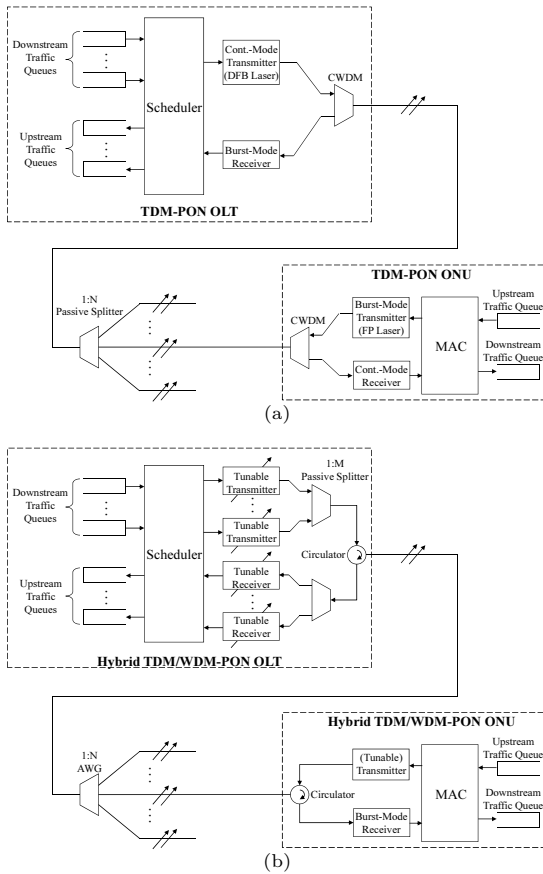 Downstream
Traffic
Queues
Upstream
Traffic
Queues
Scheduler
Cont.-Mode
Transmitter
(DFB Laser)
Burst-Mode
Receiver
CWDM
TDM-PON OLT
1:N
Passive Splitter
CWDM
TDM-PON ONU
Burst-Mode
Transmitter
(FP Laser)
Cont.-Mode
Receiver
MAC
Upstream
Traffic Queue
Downstream
Traffic Queue
(a)
Downstream
Traffic
Queues
Upstream
Traffic
Queues
Scheduler
Tunable
Transmitter
Tunable
Transmitter
Tunable
Receiver
Tunable
Receiver
1:M
Passive Splitter
Circulator
Hybrid TDM/WDM-PON OLT
1:N
AWG
Hybrid TDM/WDM-PON ONU
(Tunable)
Transmitter
Circulator
Burst-Mode
Receiver
MAC
Upstream
Traffic Queue
Downstream
Traffic Queue
(b)